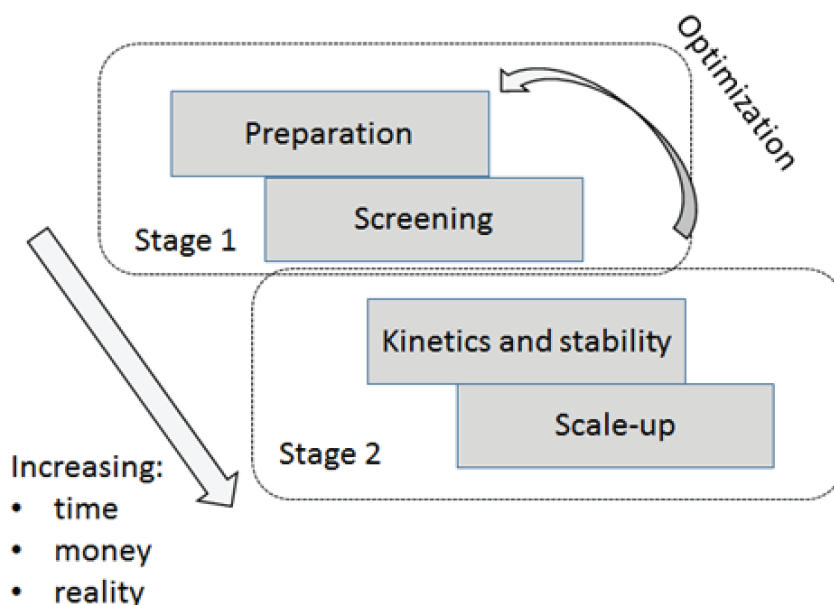 Optimization
Preparation
Screening
Stage 1
Kinetics and stability
Scale-up
Stage 2
Increasing:
• time
• money
• reality